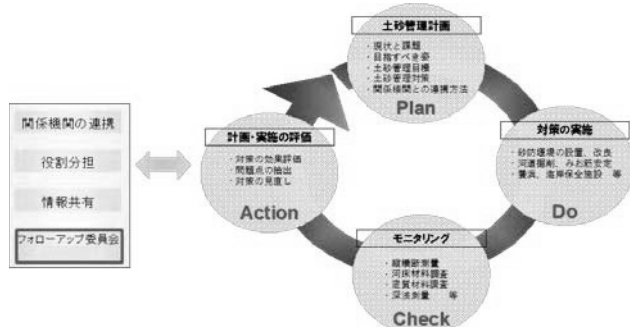 土砂管理計画
・現状と課題
・目指すべき姿
・土砂管理目標
・土砂管理対策
・関係機関との連携方法
Plan
対策の実施
・砂防堰堤の設置、改良
・河道掘削、みお筋安定
・養浜、海岸保全施設 等
Do
モニタリング
・縦横断測量
・河床材料調査
・底質材料調査
・深浅測量 等
Check
計画・実施の評価
・対策の効果評価
・問題点の抽出
・対策の見直し
Action
関係機関の連携
役割分担
情報共有
フォローアップ委員会